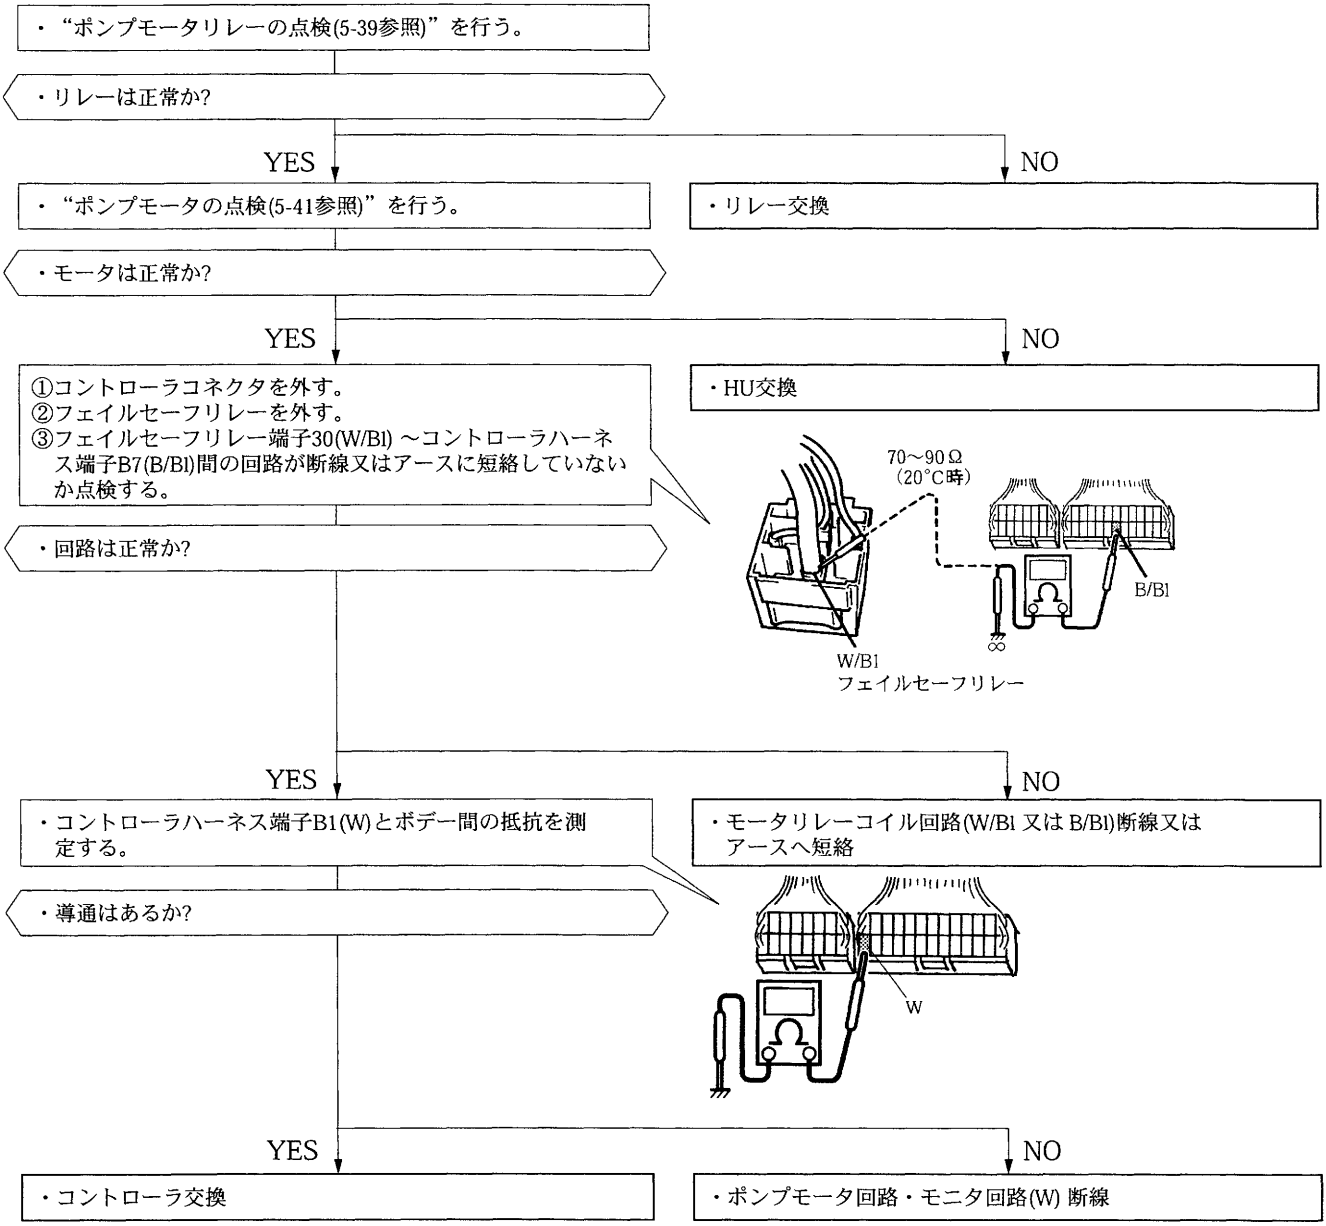 ・“ポンプモータリレーの点検(5-39参照)”を行う。
・リレーは正常か?
YES
NO
・“ポンプモータの点検(5-41参照)”を行う。
・リレー交換
・モータは正常か?
YES
NO
①コントローラコネクタを外す。
②フェイルセーフリレーを外す。
③フェイルセーフリレー端子30(W/Bl)～コントローラハーネ
ス端子B7(B/Bl)間の回路が断線又はアースに短絡していない
か点検する。
・HU交換
・回路は正常か?
70～90Ω
(20°C時)
B/Bl
∞
W/Bl
フェイルセーフリレー
YES
NO
・コントローラハーネス端子B1(W)とボデー間の抵抗を測
定する。
・モータリレーコイル回路(W/Bl 又は B/Bl)断線又は
アースへ短絡
・導通はあるか?
W
YES
NO
・コントローラ交換
・ポンプモータ回路・モニタ回路(W) 断線